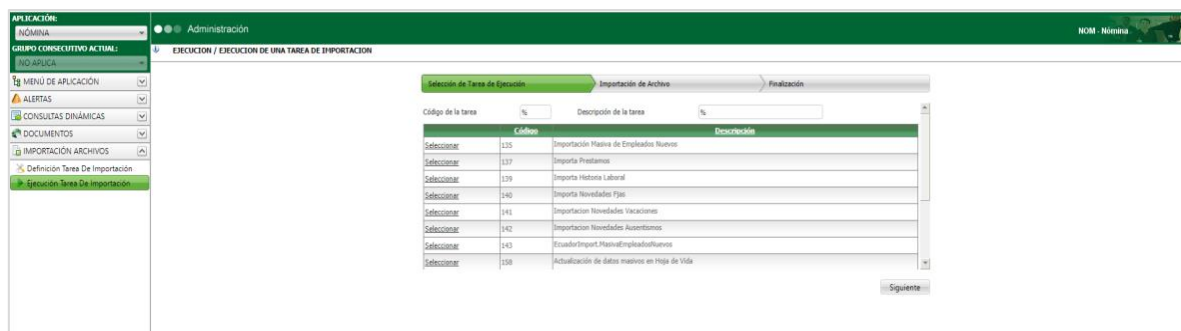 APLICACIÓN:
NÓMINA
GRUPO CONSECUTIVO ACTUAL:
NO APLICA
MENÚ DE APLICACIÓN
ALERTAS
CONSULTAS DINÁMICAS
DOCUMENTOS
IMPORTACIÓN ARCHIVOS
Definición Tarea De Importación
Ejecución Tarea De Importación
Administración
NOM - Nómina
EJECUCION / EJECUCION DE UNA TAREA DE IMPORTACION
Selección de Tarea de Ejecución Importación de Archivo Finalización
Código de la tarea % Descripción de la tarea %
Código Descripción
Seleccionar 135 Importación Masiva de Empleados Nuevos
Seleccionar 137 Importa Prestamos
Seleccionar 139 Importa Historia Laboral
Seleccionar 140 Importa Novedades Fijas
Seleccionar 141 Importacion Novedades Vacaciones
Seleccionar 142 Importacion Novedades Ausentismos
Seleccionar 143 EcuadorImport.MasivaEmpleadosNuevos
Seleccionar 158 Actualización de datos masivos en Hoja de Vida
Siguiente